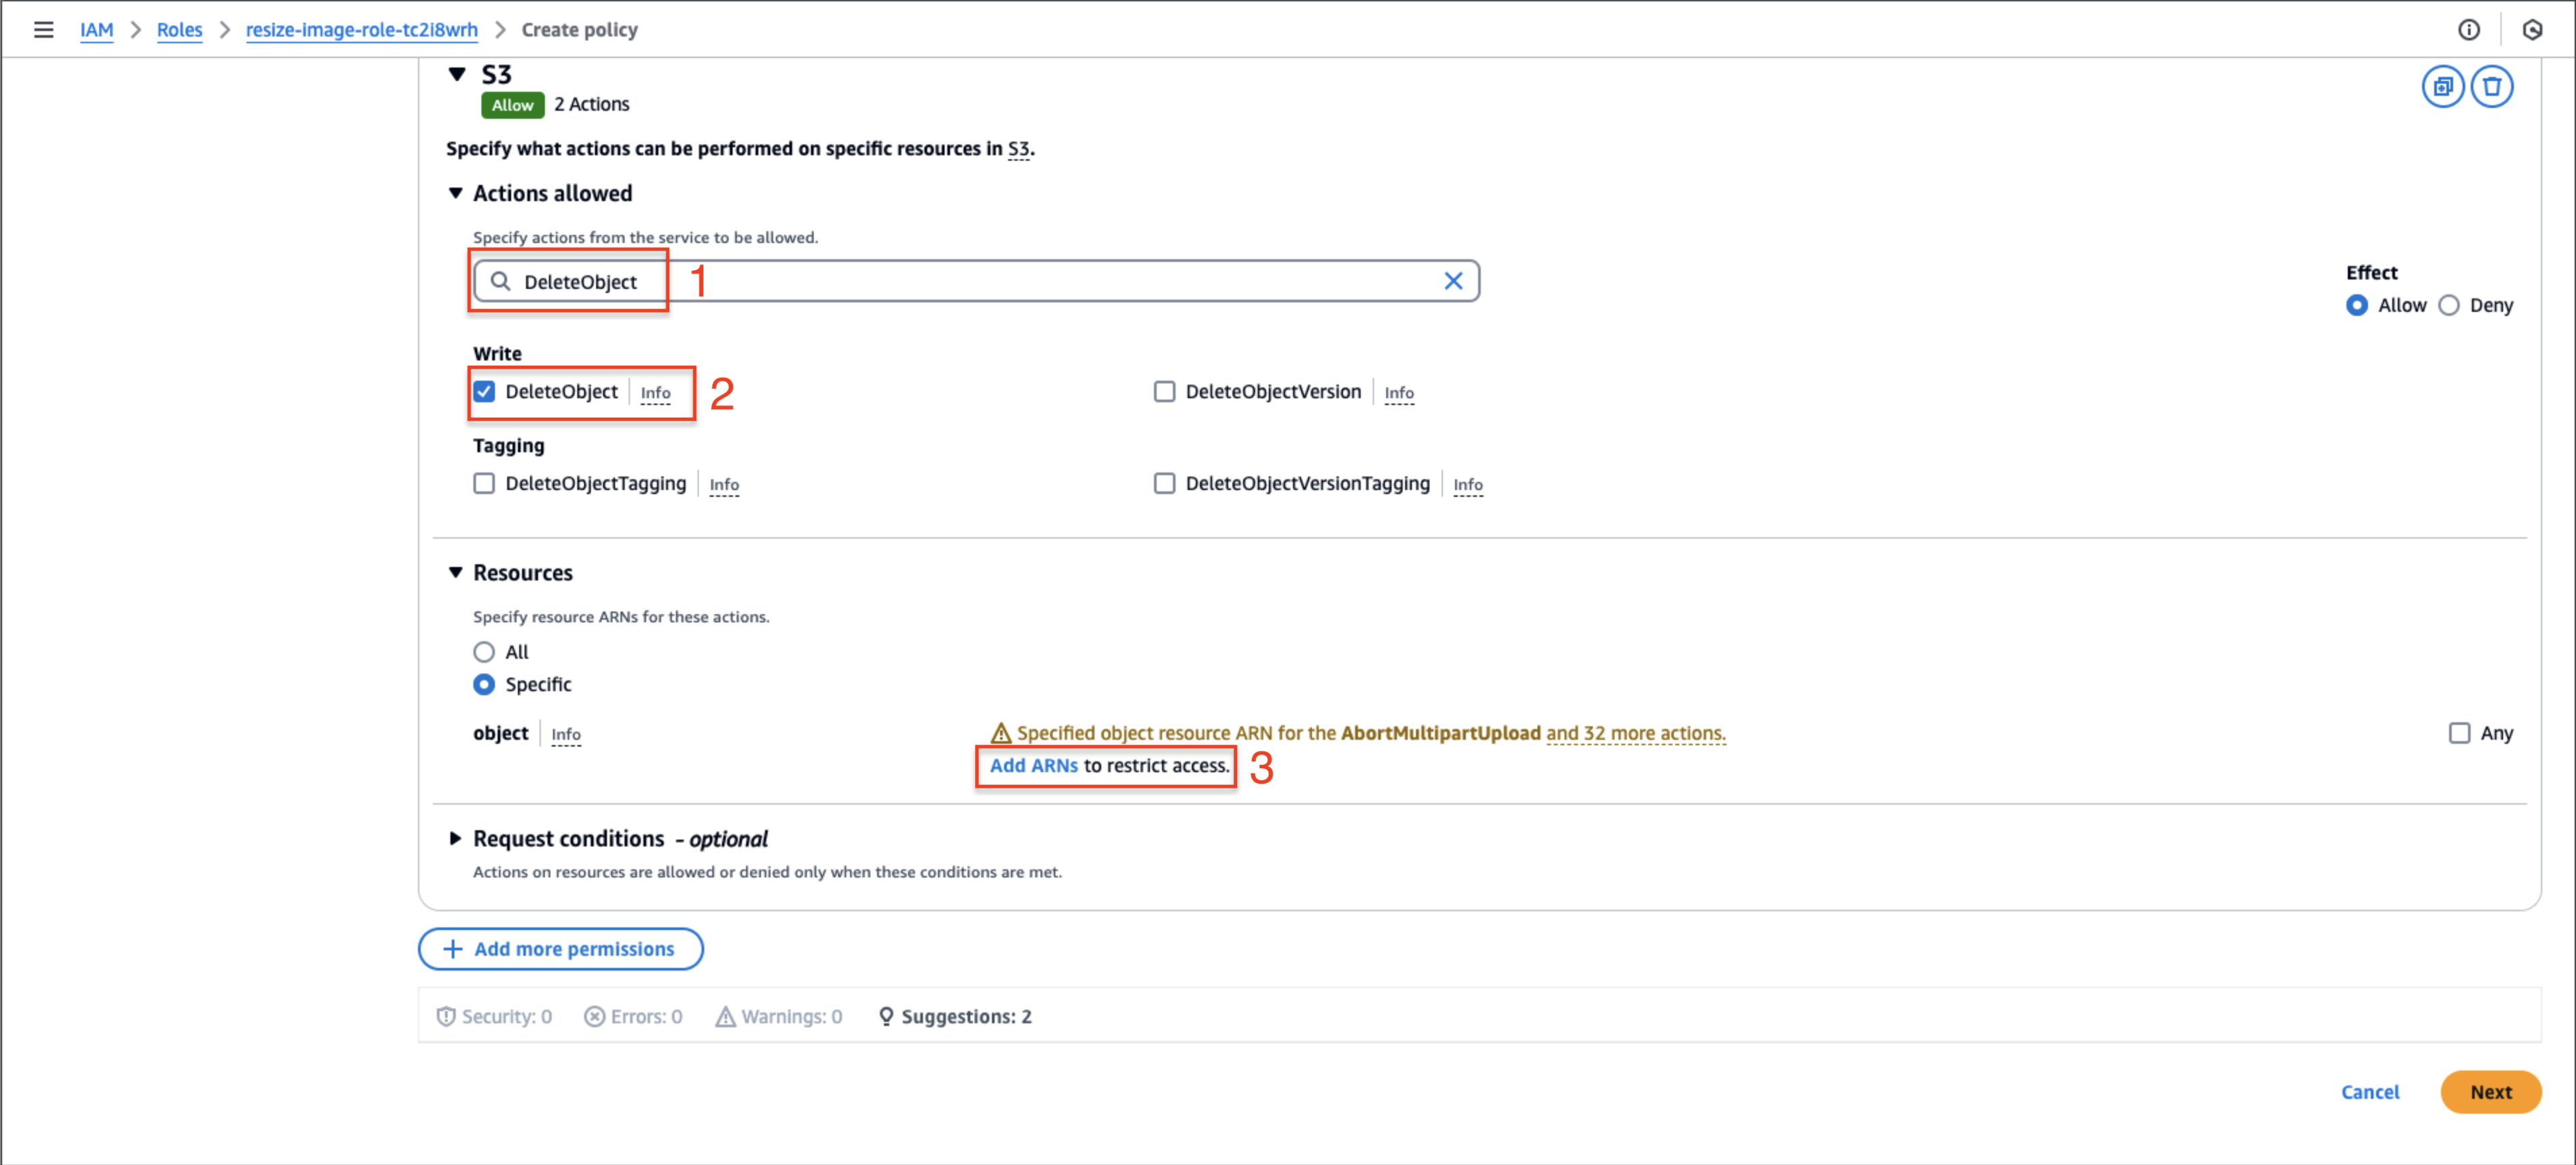 IAM > Roles > resize-image-role-tc2i8wrh > Create policy
S3
Allow 2 Actions
Specify what actions can be performed on specific resources in S3.
Actions allowed
Specify actions from the service to be allowed.
DeleteObject 1
Effect
Allow Deny
Write
DeleteObject Info 2 DeleteObjectVersion Info
Tagging
DeleteObjectTagging Info DeleteObjectVersionTagging Info
Resources
Specify resource ARNs for these actions.
All
Specific
object Info Specified object resource ARN for the AbortMultipartUpload and 32 more actions. Any
Add ARNs to restrict access. 3
Request conditions - optional
Actions on resources are allowed or denied only when these conditions are met.
+ Add more permissions
Security: 0 Errors: 0 Warnings: 0 Suggestions: 2
Cancel Next